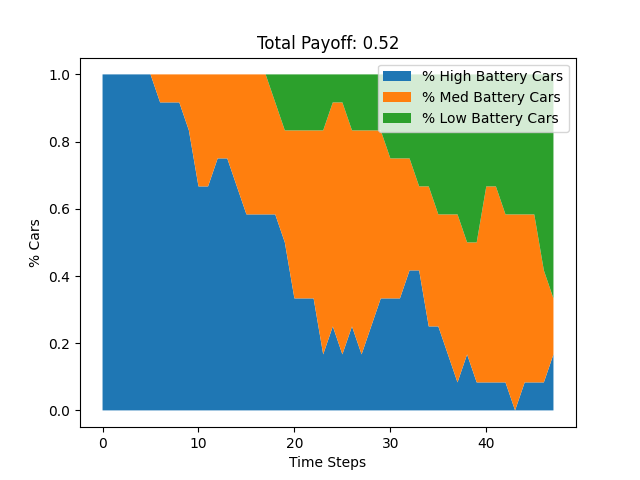 Total Payoff: 0.52
% High Battery Cars
% Med Battery Cars
% Low Battery Cars
1.0
0.8
0.6
0.4
0.2
0.0
% Cars
0
10
20
30
40
Time Steps